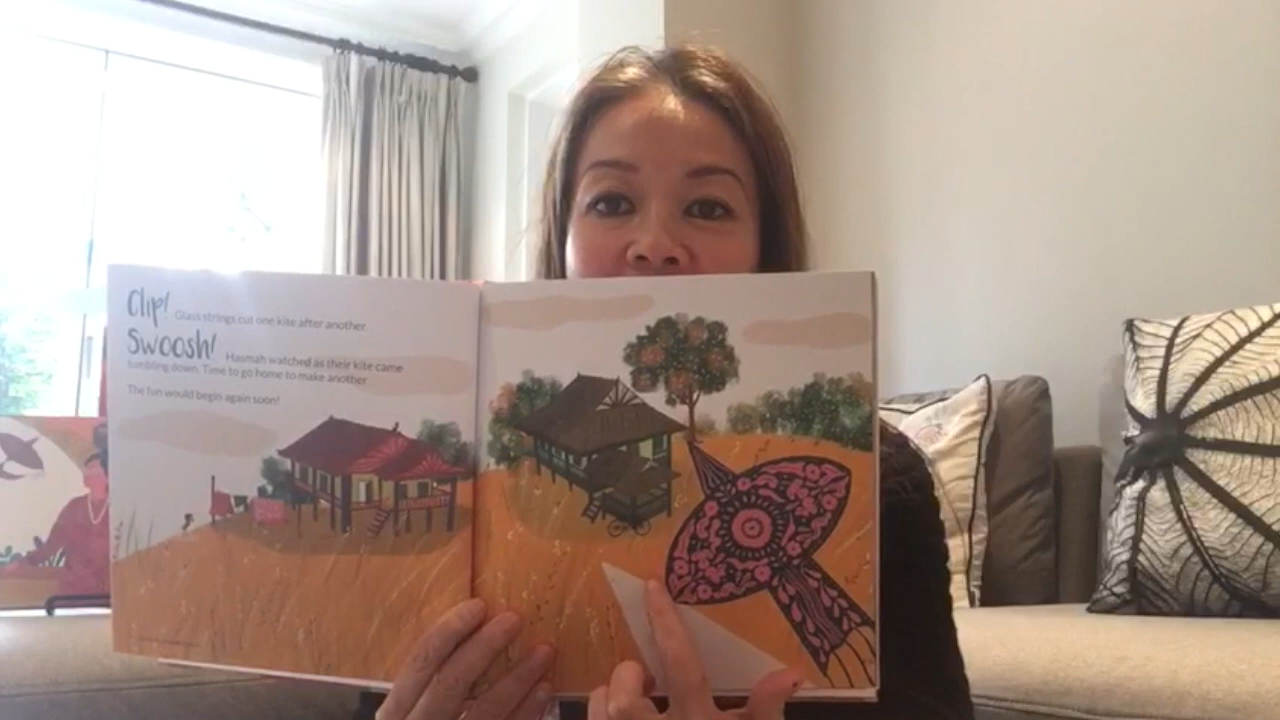 Clip! Glass strings cut one kite after another
Swoosh! Hasmah watched as their kite came
tumbling down. Time to go home to make another
The fun would begin again soon!